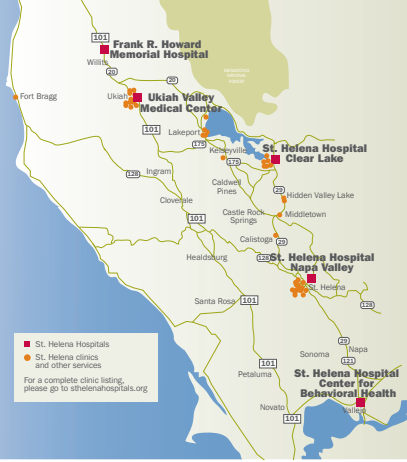 101
Frank R. Howard
Memorial Hospital
Willits
20
20
MENDOCINO
NATIONAL
FOREST
Fort Bragg
Ukiah
Ukiah Valley
Medical Center
101
Lakeport
175
Kelseyville
175
St. Helena Hospital
Clear Lake
128
Ingram
Caldwell
Pines
29
Hidden Valley Lake
Cloverdale
101
Castle Rock
Springs
Middletown
Calistoga
29
Healdsburg
128
St. Helena Hospital
Napa Valley
St. Helena
Santa Rosa
101
128
St. Helena Hospitals
St. Helena clinics
and other services
For a complete clinic listing,
please go to sthelenahospitals.org
29
Napa
Sonoma
121
101
Petaluma
St. Helena Hospital
Center for
Behavioral Health
Novato
Vallejo
101